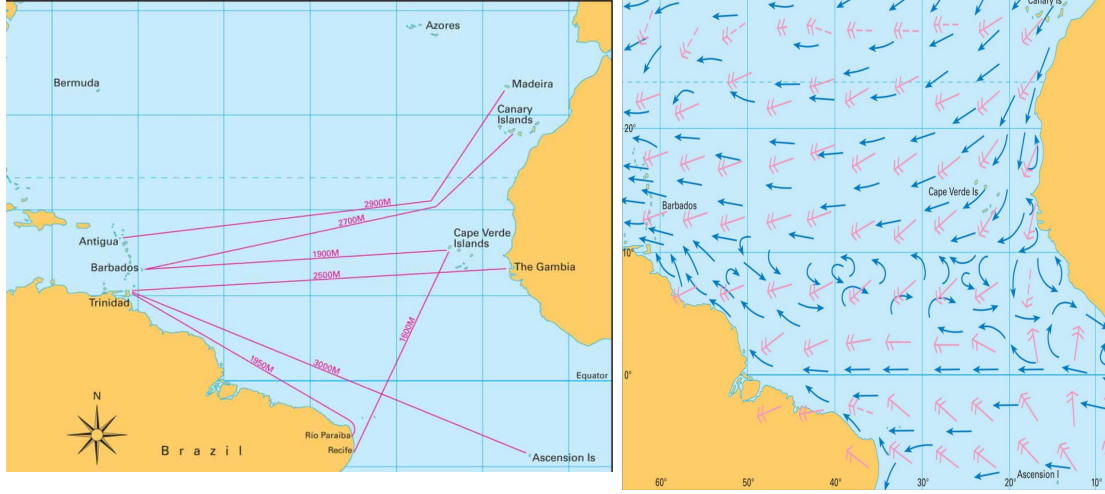 Azores
Bermuda
Madeira
Canary
Islands
2900M
2700M
Antigua
Cape Verde
Islands
1900M
Barbados
The Gambia
2500M
Trinidad
1600M
1950M
3000M
Equator
N
Río Paraiba
Recife
Brazil
Ascension Is
Canary Is
20°
Cape Verde Is
Barbados
10°
0°
Ascension I
60°
50°
40°
30°
20°
10°